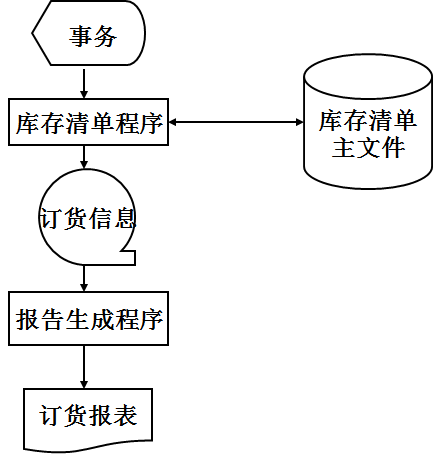 事务
库存清单程序
库存清单
主文件
订货信息
报告生成程序
订货报表